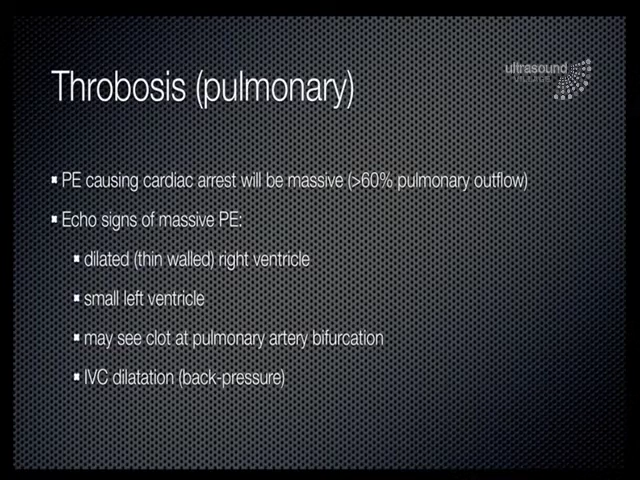 Throbosis (pulmonary)
ultrasound
PE causing cardiac arrest will be massive (>60% pulmonary outflow)
Echo signs of massive PE:
dilated (thin walled) right ventricle
small left ventricle
may see clot at pulmonary artery bifurcation
IVC dilatation (back-pressure)